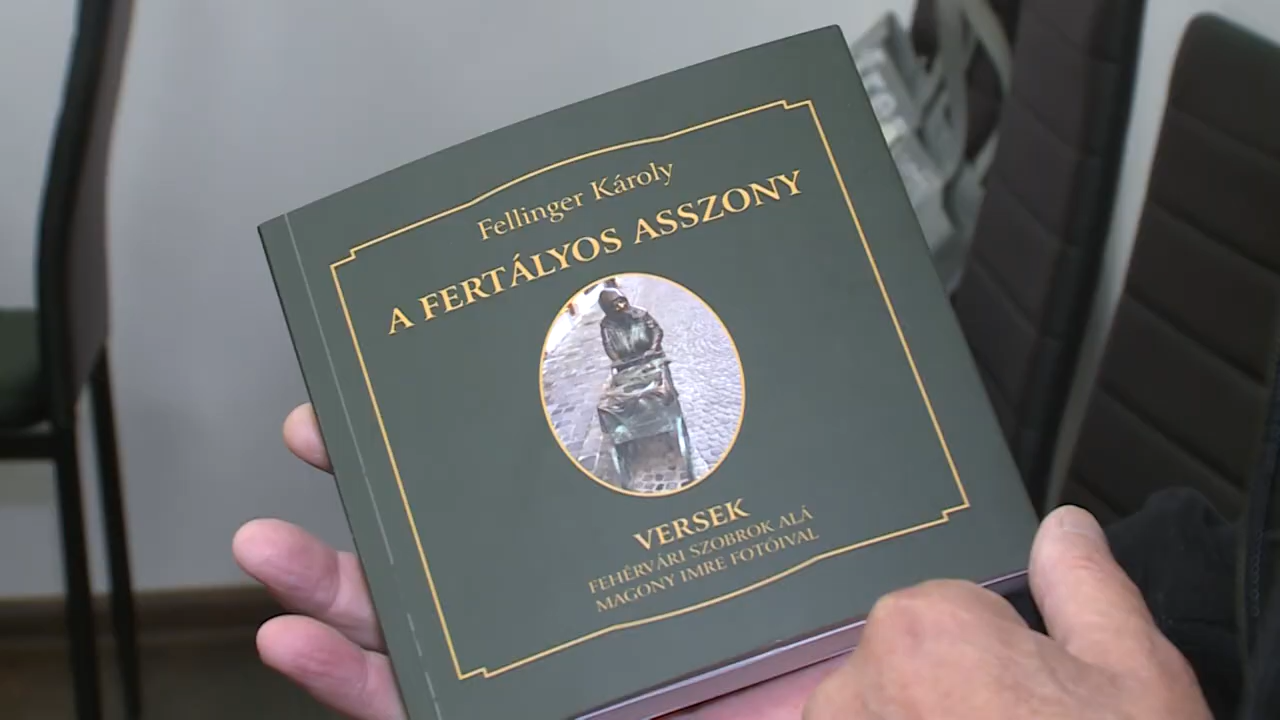 Fellinger Károly
A FERTÁLYOS ASSZONY
VERSEK
FEHÉRVÁRI SZOBROK ALÁ
MAGONY IMRE FOTÓIVAL